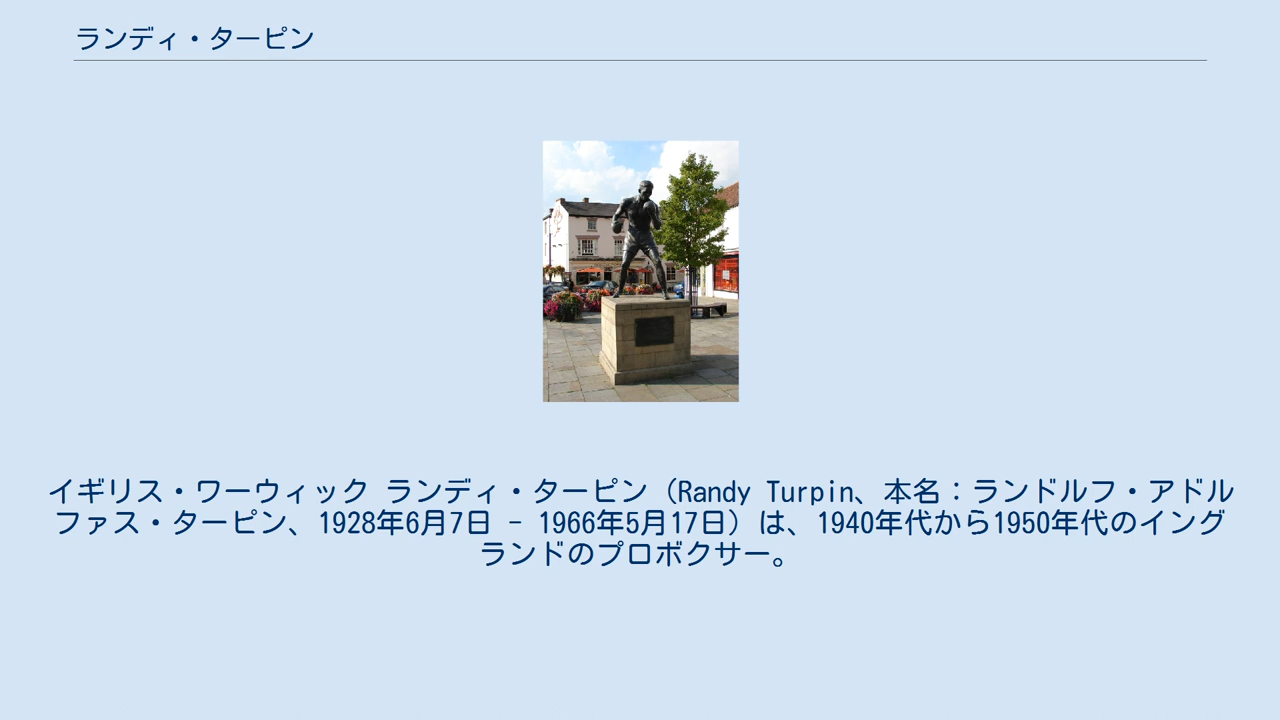 ランディ・ターピン
イギリス・ワーウィック ランディ・ターピン（Randy Turpin、本名：ランドルフ・アドル
ファス・ターピン、1928年6月7日 - 1966年5月17日）は、1940年代から1950年代のイング
ランドのプロボクサー。